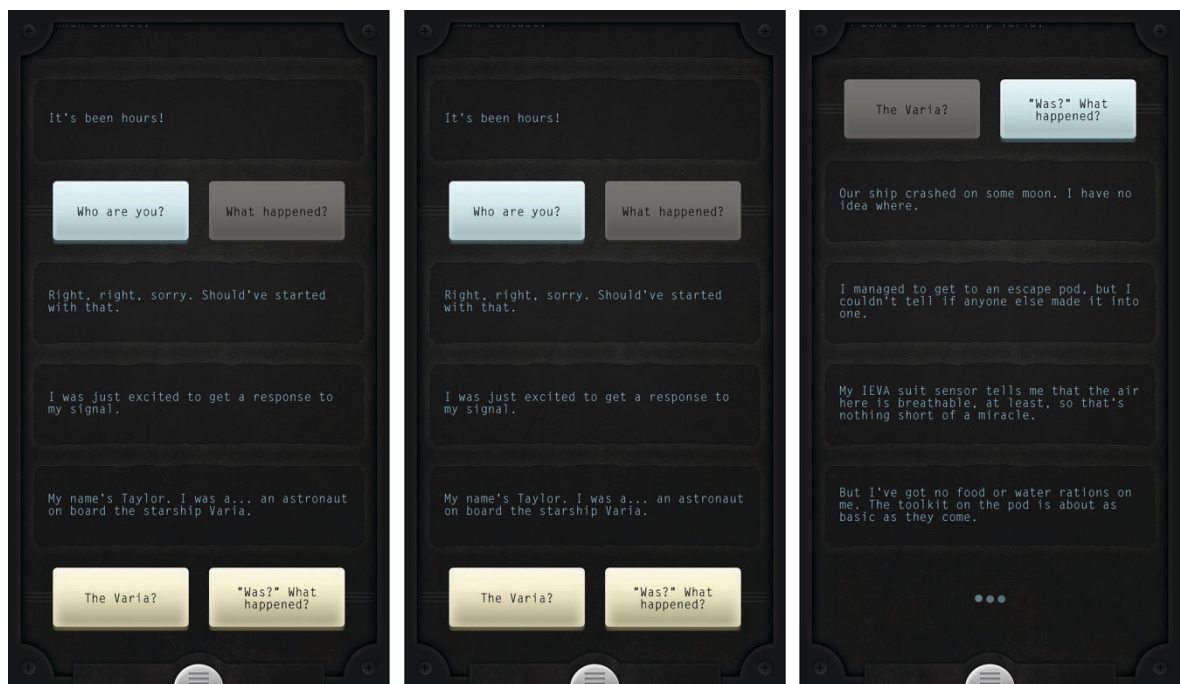 It's been hours!
Who are you?
What happened?
Right, right, sorry. Should've started
with that.
I was just excited to get a response to
my signal.
My name's Taylor. I was a... an astronaut
on board the starship Varia.
The Varia?
"Was?" What
happened?
It's been hours!
Who are you?
What happened?
Right, right, sorry. Should've started
with that.
I was just excited to get a response to
my signal.
My name's Taylor. I was a... an astronaut
on board the starship Varia.
The Varia?
"Was?" What
happened?
The Varia?
"Was?" What
happened?
Our ship crashed on some moon. I have no
idea where.
I managed to get to an escape pod, but I
couldn't tell if anyone else made it into
one.
My IEVA suit sensor tells me that the air
here is breathable, at least, so that's
nothing short of a miracle.
But I've got no food or water rations on
me. The toolkit on the pod is about as
basic as they come.